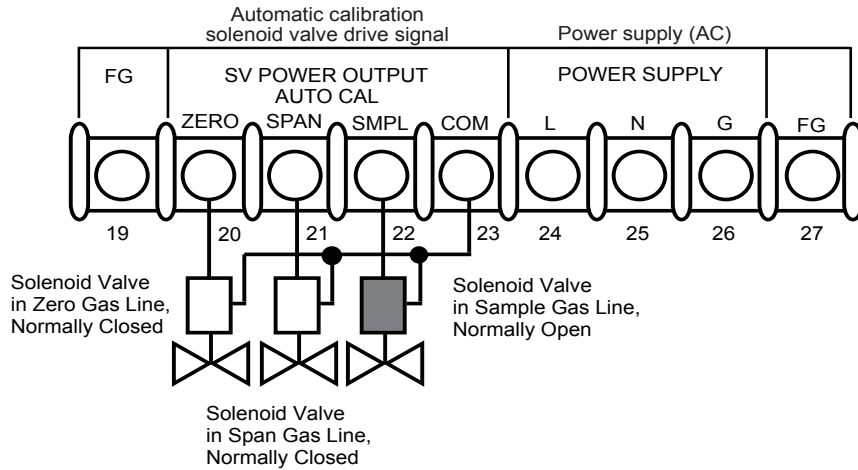 Automatic calibration
solenoid valve drive signal
Power supply (AC)
FG
SV POWER OUTPUT
AUTO CAL
POWER SUPPLY
ZERO SPAN SMPL COM L N G FG
19 20 21 22 23 24 25 26 27
Solenoid Valve
in Zero Gas Line,
Normally Closed
Solenoid Valve
in Sample Gas Line,
Normally Open
Solenoid Valve
in Span Gas Line,
Normally Closed